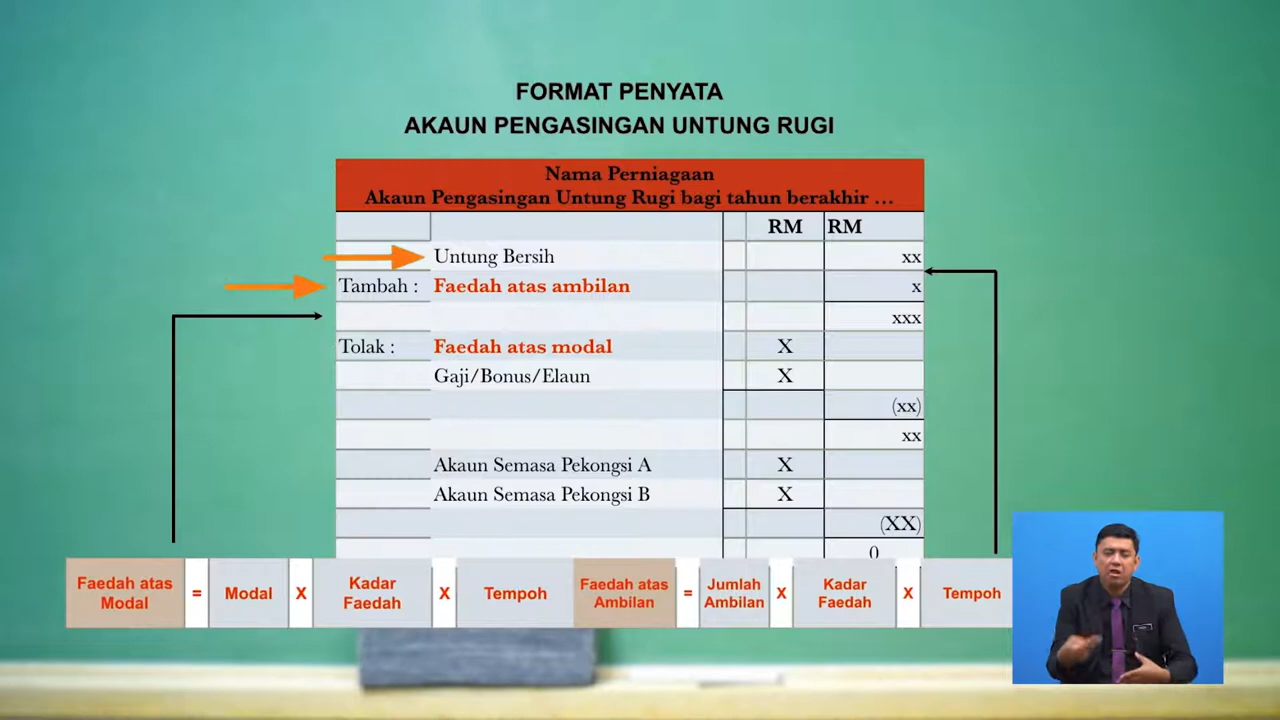 FORMAT PENYATA
AKAUN PENGASINGAN UNTUNG RUGI
Nama Perniagaan
Akaun Pengasingan Untung Rugi bagi tahun berakhir ...
RM RM
Untung Bersih xx
Tambah : Faedah atas ambilan x
xxx
Tolak : Faedah atas modal X
Gaji/Bonus/Elaun X
(xx)
xx
Akaun Semasa Pekongsi A X
Akaun Semasa Pekongsi B X
(XX)
0
Faedah atas
Modal
=
Modal
X
Kadar
Faedah
X
Tempoh
Faedah atas
Ambilan
=
Jumlah
Ambilan
X
Kadar
Faedah
X
Tempoh